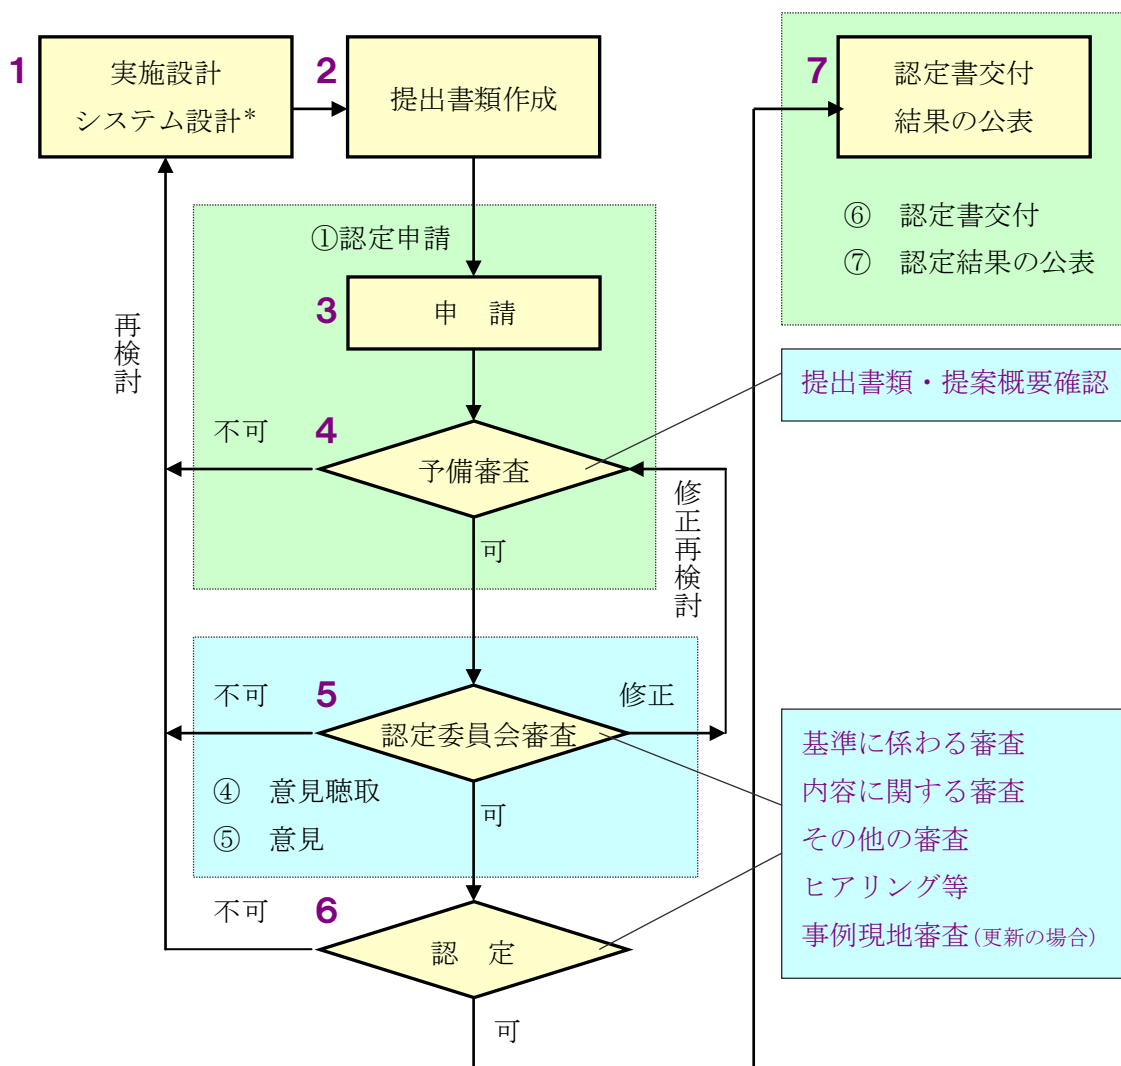 1
実施設計
システム設計*
2
提出書類作成
7
認定書交付
結果の公表
⑥　認定書交付
⑦　認定結果の公表
①認定申請
3
申　請
再検討
提出書類・提案概要確認
不可
4
予備審査
修正再検討
可
不可
5
修正
認定委員会審査
④　意見聴取
⑤　意見
可
基準に係わる審査
内容に関する審査
その他の審査
ヒアリング等
事例現地審査(更新の場合)
不可
6
認　定
可